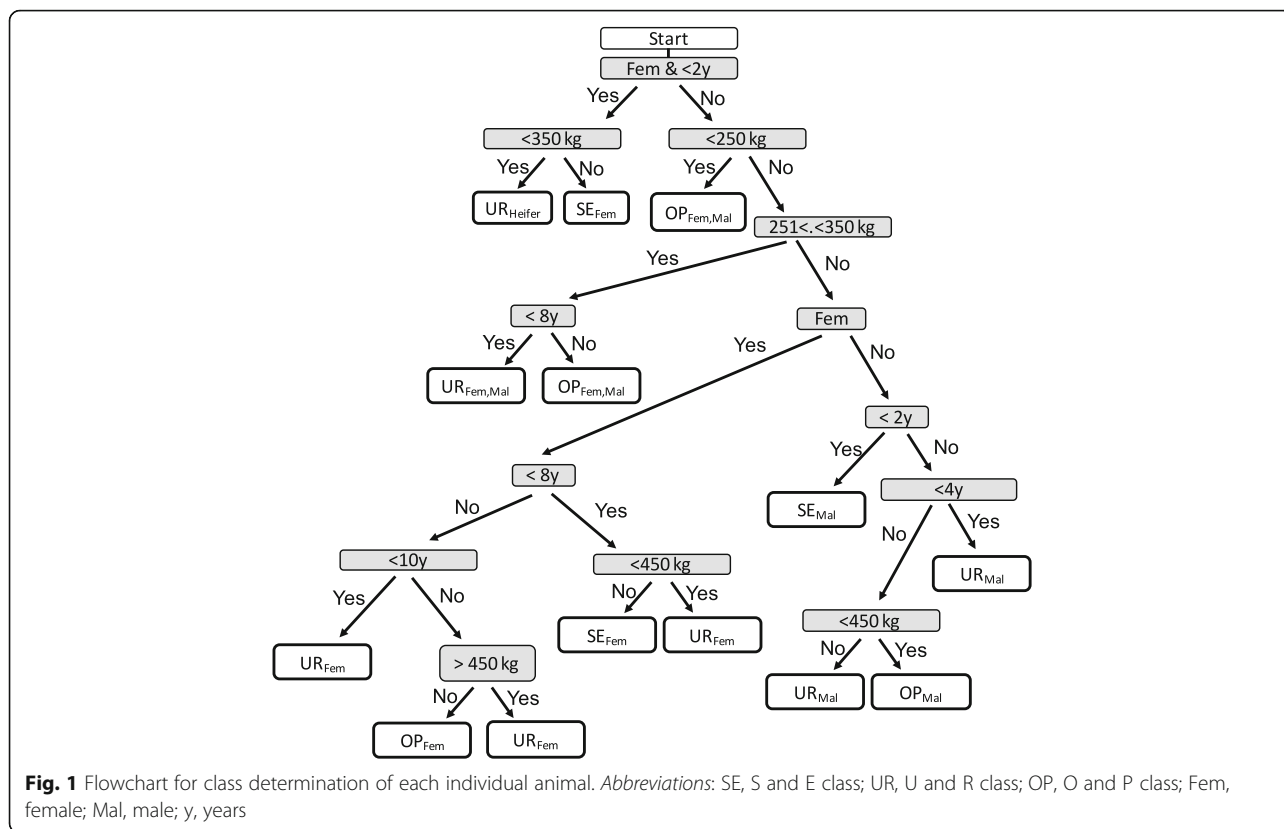 Start
Fem & <2y
Yes No
<350 kg <250 kg
Yes No Yes No
URHeifer SEFem OPFem,Mal
251<.<350 kg
Yes No
< 8y Fem
Yes No Yes No
URFem,Mal OPFem,Mal
< 2y
Yes No
< 8y
No Yes
SEMal <4y
No Yes
<10y <450 kg
URMal
Yes No No Yes
<450 kg
SEFem URFem
No Yes
URFem > 450 kg
URMal OPMal
No Yes
OPFem URFem
Fig. 1 Flowchart for class determination of each individual animal. Abbreviations: SE, S and E class; UR, U and R class; OP, O and P class; Fem,
female; Mal, male; y, years